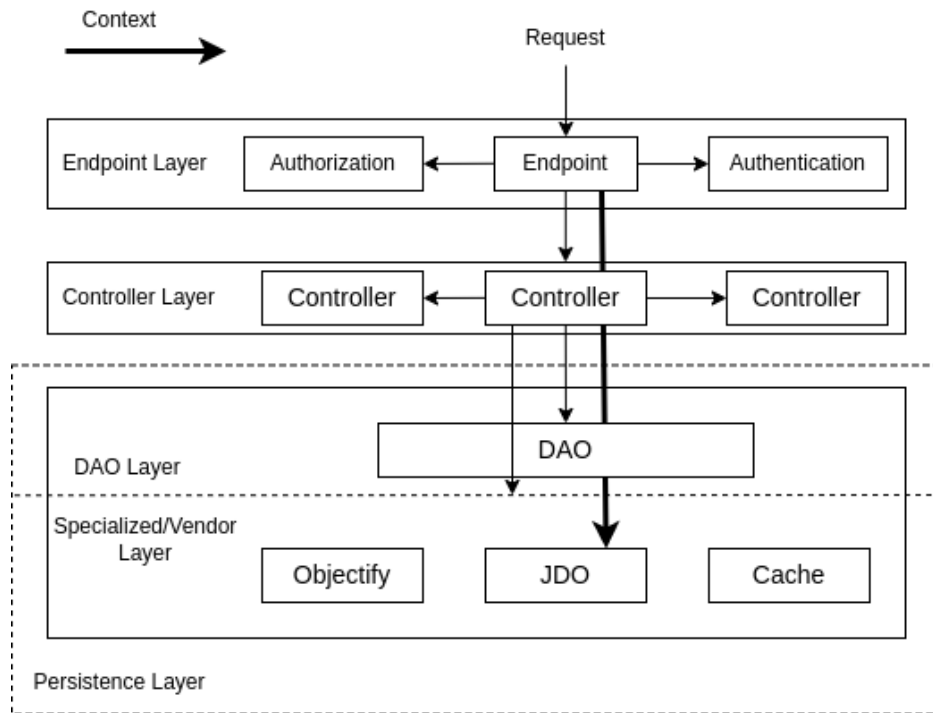 Context
Request
Endpoint Layer
Authorization
Endpoint
Authentication
Controller Layer
Controller
Controller
Controller
DAO
DAO Layer
Specialized/Vendor
Layer
Objectify
JDO
Cache
Persistence Layer